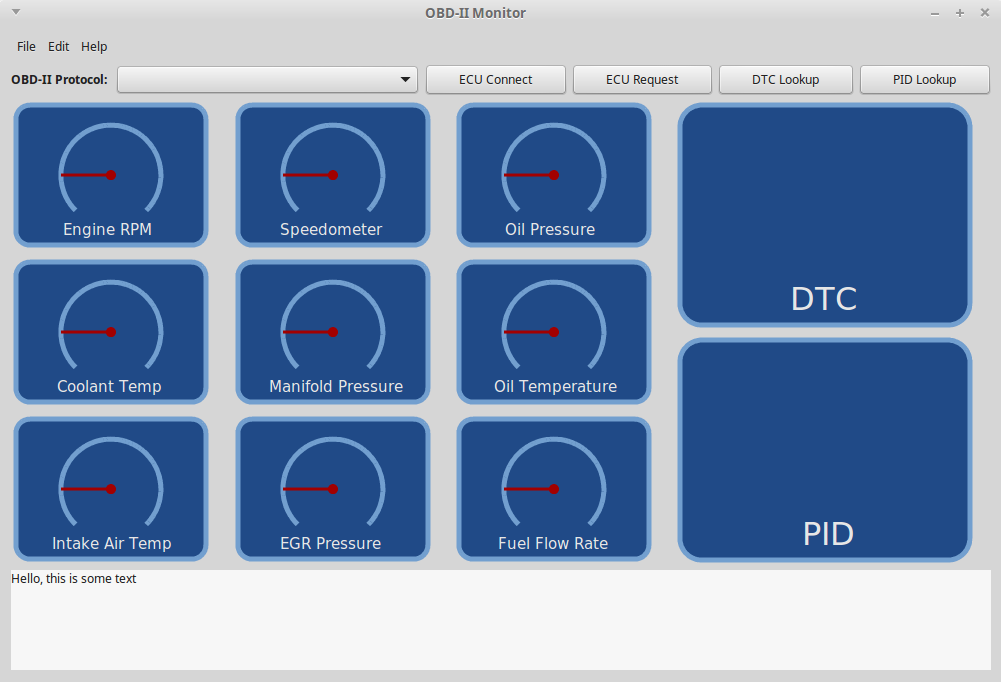 OBD-II Monitor
File Edit Help
OBD-II Protocol: ECU Connect ECU Request DTC Lookup PID Lookup
Engine RPM Speedometer Oil Pressure
DTC
Coolant Temp Manifold Pressure Oil Temperature
Intake Air Temp EGR Pressure Fuel Flow Rate
PID
Hello, this is some text